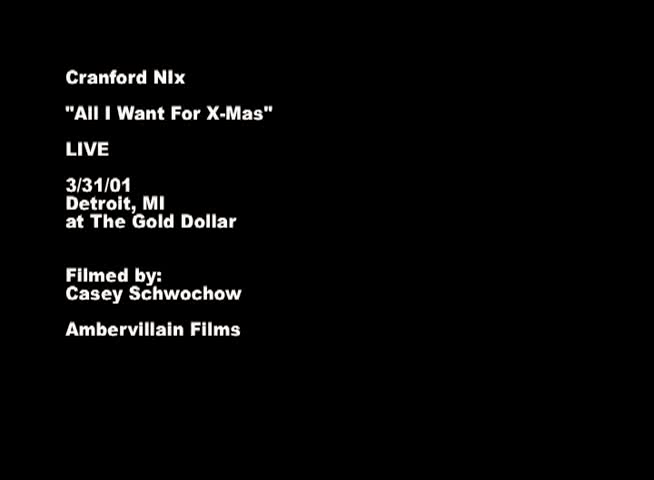 Cranford NIx
"All I Want For X-Mas"
LIVE
3/31/01
Detroit, MI
at The Gold Dollar
Filmed by:
Casey Schwochow
Ambervillain Films